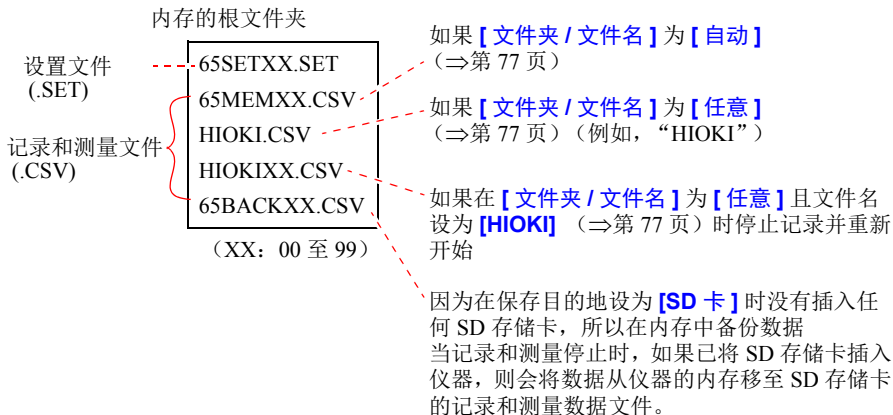 内存的根文件夹
设置文件
(.SET)
记录和测量文件
(.CSV)
65SETXX.SET
65MEMXX.CSV
HIOKI.CSV
HIOKIXX.CSV
65BACKXX.CSV
（XX：00 至 99）
如果 [ 文件夹 / 文件名 ] 为 [ 自动 ]
（⇒第 77 页）
如果 [ 文件夹 / 文件名 ] 为 [ 任意 ]
（⇒第 77 页）（例如，“HIOKI”）
如果在 [ 文件夹 / 文件名 ] 为 [ 任意 ] 且文件名
设为 [HIOKI] （⇒第 77 页）时停止记录并重新
开始
因为在保存目的地设为 [SD 卡 ] 时没有插入任
何 SD 存储卡，所以在内存中备份数据
当记录和测量停止时，如果已将 SD 存储卡插入
仪器，则会将数据从仪器的内存移至 SD 存储卡
的记录和测量数据文件。